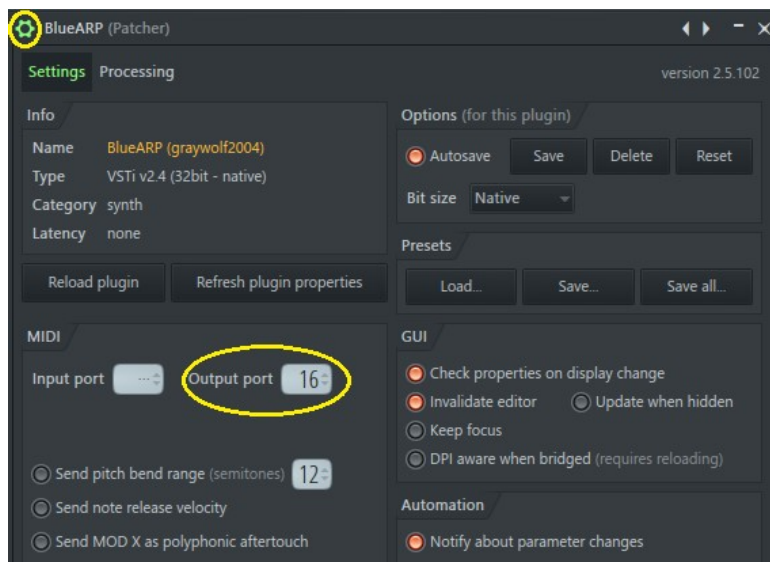 BlueARP (Patcher)
Settings Processing
version 2.5.102
Info
Name BlueARP (graywolf2004)
Type VSTi v2.4 (32bit - native)
Category synth
Latency none
Reload plugin Refresh plugin properties
Options (for this plugin)
Autosave Save Delete Reset
Bit size Native
Presets
Load... Save... Save all...
MIDI
Input port ... Output port 16
Send pitch bend range (semitones) 12
Send note release velocity
Send MOD X as polyphonic aftertouch
GUI
Check properties on display change
Invalidate editor Update when hidden
Keep focus
DPI aware when bridged (requires reloading)
Automation
Notify about parameter changes